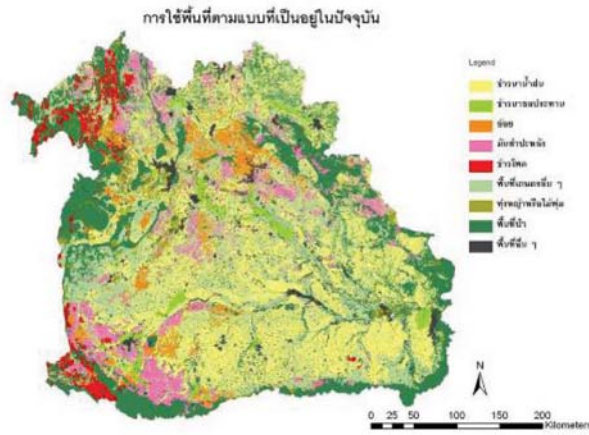 การใช้พื้นที่ตามแบบที่เป็นอยู่ในปัจจุบัน
Legend
ข้าวนาน้ำฝน
ข้าวนาชลประทาน
อ้อย
มันสำปะหลัง
ข้าวโพด
พื้นที่เกษตรอื่น ๆ
ทุ่งหญ้าหรือไม้พุ่ม
พื้นที่ป่า
พื้นที่อื่น ๆ
N
0 25 50 100 150 200
Kilometers